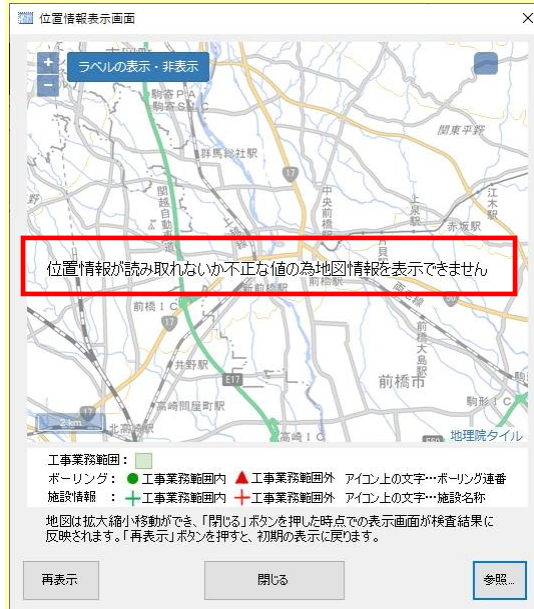 位置情報表示画面
×
+
ラベルの表示・非表示
−
駒寄PA
関東平野
群馬総社駅
17
関越自動車道
上越線
中央前橋駅
上泉駅
江木駅
赤坂駅
位置情報が読み取れないか不正な値の為地図情報を表示できません
新前橋駅
前橋駅
両毛線
前橋IC
17
50
前橋大島駅
井野駅
E17
前橋市
高崎問屋町駅
駒形IC
2 km
17
北高崎駅
高崎IC
地理院タイル
工事業務範囲:
ボーリング: 工事業務範囲内 工事業務範囲外 アイコン上の文字…ボーリング連番
施設情報 : 工事業務範囲内 工事業務範囲外 アイコン上の文字…施設名称
地図は拡大縮小移動ができ、「閉じる」ボタンを押した時点での表示画面が検査結果に
反映されます。「再表示」ボタンを押すと、初期の表示に戻ります。
再表示
閉じる
参照...